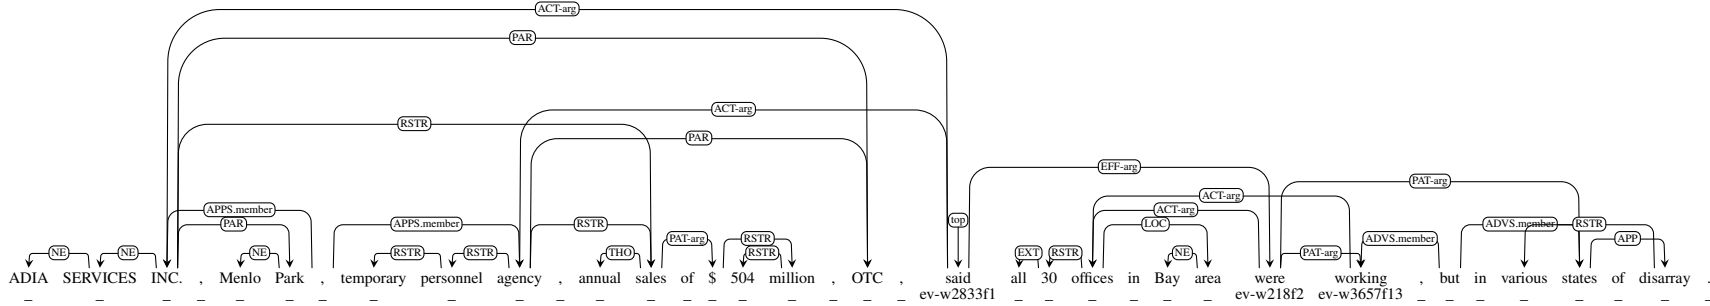 ACT-arg
PAR
ACT-arg
RSTR
PAR
EFF-arg
PAT-arg
ACT-arg
APPS.member ACT-arg
PAR APPS.member RSTR top LOC ADVS.member RSTR
PAT-arg RSTR ADVS.member APP
NE NE NE RSTR RSTR THO RSTR EXT RSTR NE PAT-arg
ADIA SERVICES INC. , Menlo Park , temporary personnel agency , annual sales of $ 504 million , OTC , said all 30 offices in Bay area were working , but in various states of disarray .
_ _ _ _ _ _ _ _ _ _ _ _ _ _ _ _ _ _ _ _ ev-w2833f1 _ _ _ _ _ _ ev-w218f2 ev-w3657f13 _ _ _ _ _ _ _ _